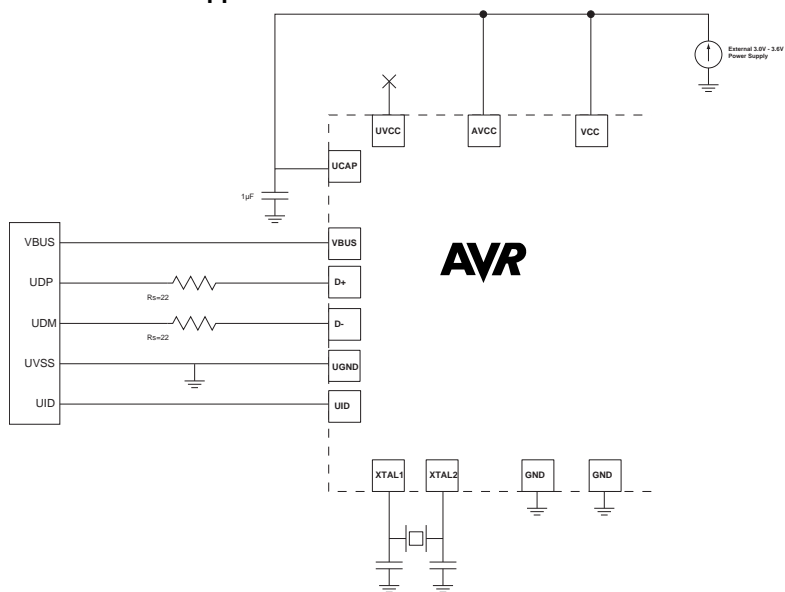 External 3.0V - 3.6V
Power Supply
UVCC
AVCC
VCC
UCAP
1µF
VBUS
VBUS
AVR
UDP
Rs=22
D+
UDM
Rs=22
D-
UVSS
UGND
UID
UID
XTAL1
XTAL2
GND
GND